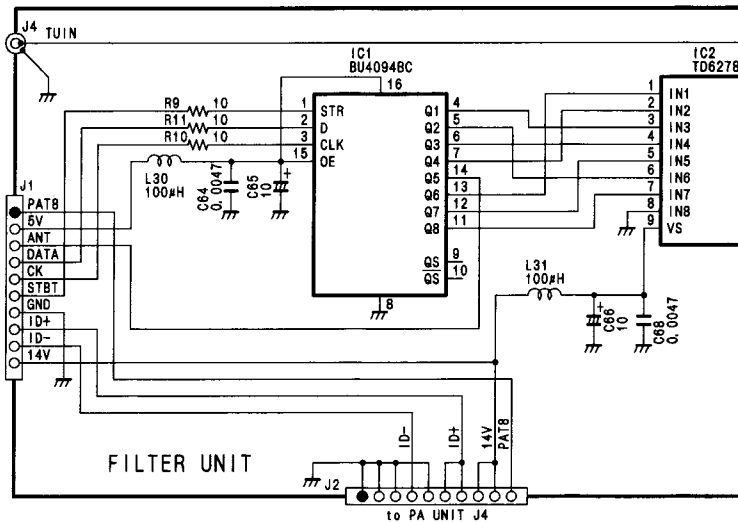 J4 TUIN
IC1
BU4094BC
16
IC2
TD6278
R9 10
R11 10
R10 10
1 STR
2 D
3 CLK
15 OE
Q1 4
Q2 5
Q3 6
Q4 7
Q5 14
Q6 13
Q7 12
Q8 11
QS 9
QS 10
8
1 IN1
2 IN2
3 IN3
4 IN4
5 IN5
6 IN6
7 IN7
8 IN8
9 VS
L30
100μH
C64
0.0047
C65
10
+
J1
PAT8
5V
ANT
DATA
CK
STBT
GND
ID+
ID-
14V
L31
100μH
C66
10
+
C68
0.0047
ID-
ID+
14V
PAT8
FILTER UNIT
J2
to PA UNIT J4